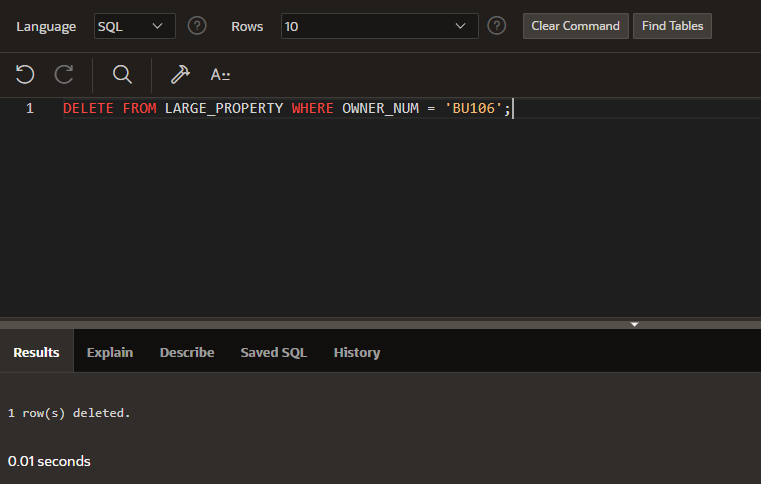 Language SQL ? Rows 10 ? Clear Command Find Tables
A
1 DELETE FROM LARGE_PROPERTY WHERE OWNER_NUM = 'BU106';
Results Explain Describe Saved SQL History
1 row(s) deleted.
0.01 seconds